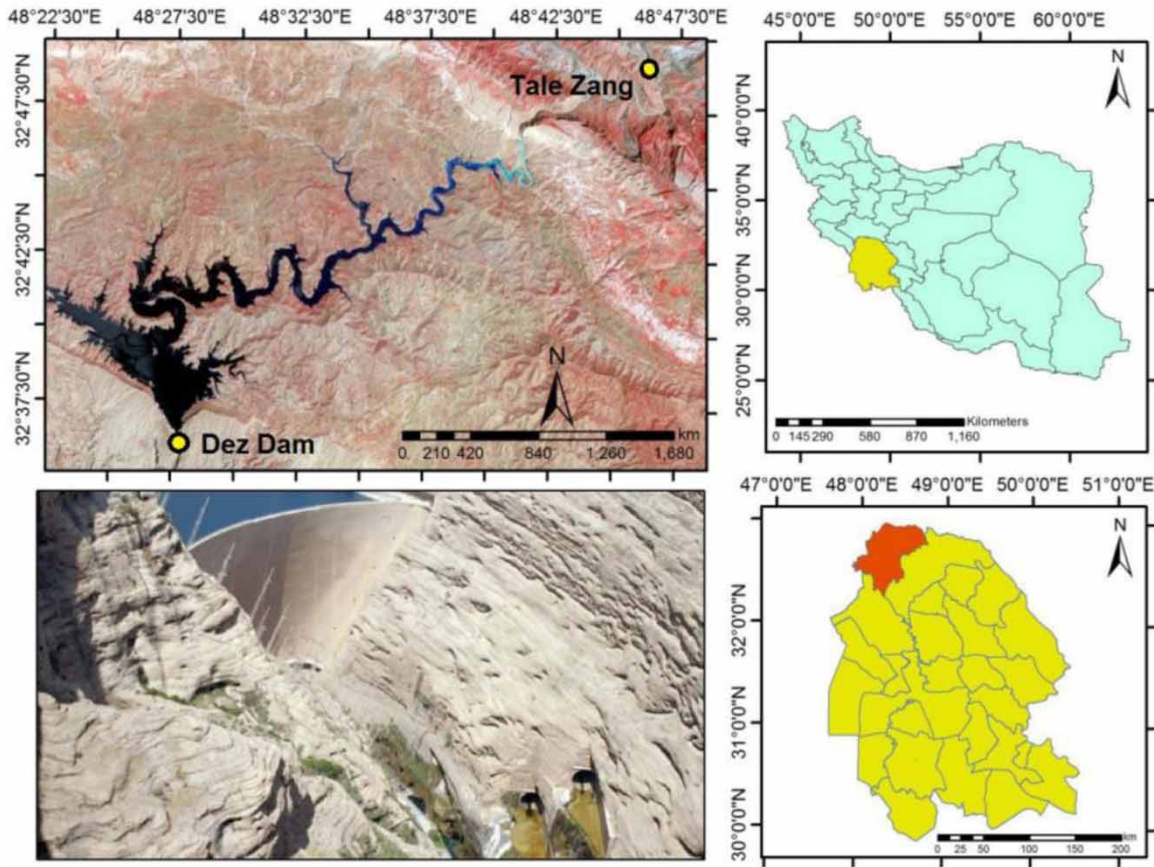 48°22'30"E 48°27'30"E 48°32'30"E 48°37'30"E 48°42'30"E 48°47'30"E
32°47'30"N
32°42'30"N
32°37'30"N
Tale Zang
Dez Dam
N
km
0 210 420 840 1,260 1,680
45°0'0"E 50°0'0"E 55°0'0"E 60°0'0"E
40°0'0"N
35°0'0"N
30°0'0"N
25°0'0"N
N
Kilometers
0 145 290 580 870 1,160
47°0'0"E 48°0'0"E 49°0'0"E 50°0'0"E 51°0'0"E
32°0'0"N
31°0'0"N
30°0'0"N
N
km
0 25 50 100 150 200